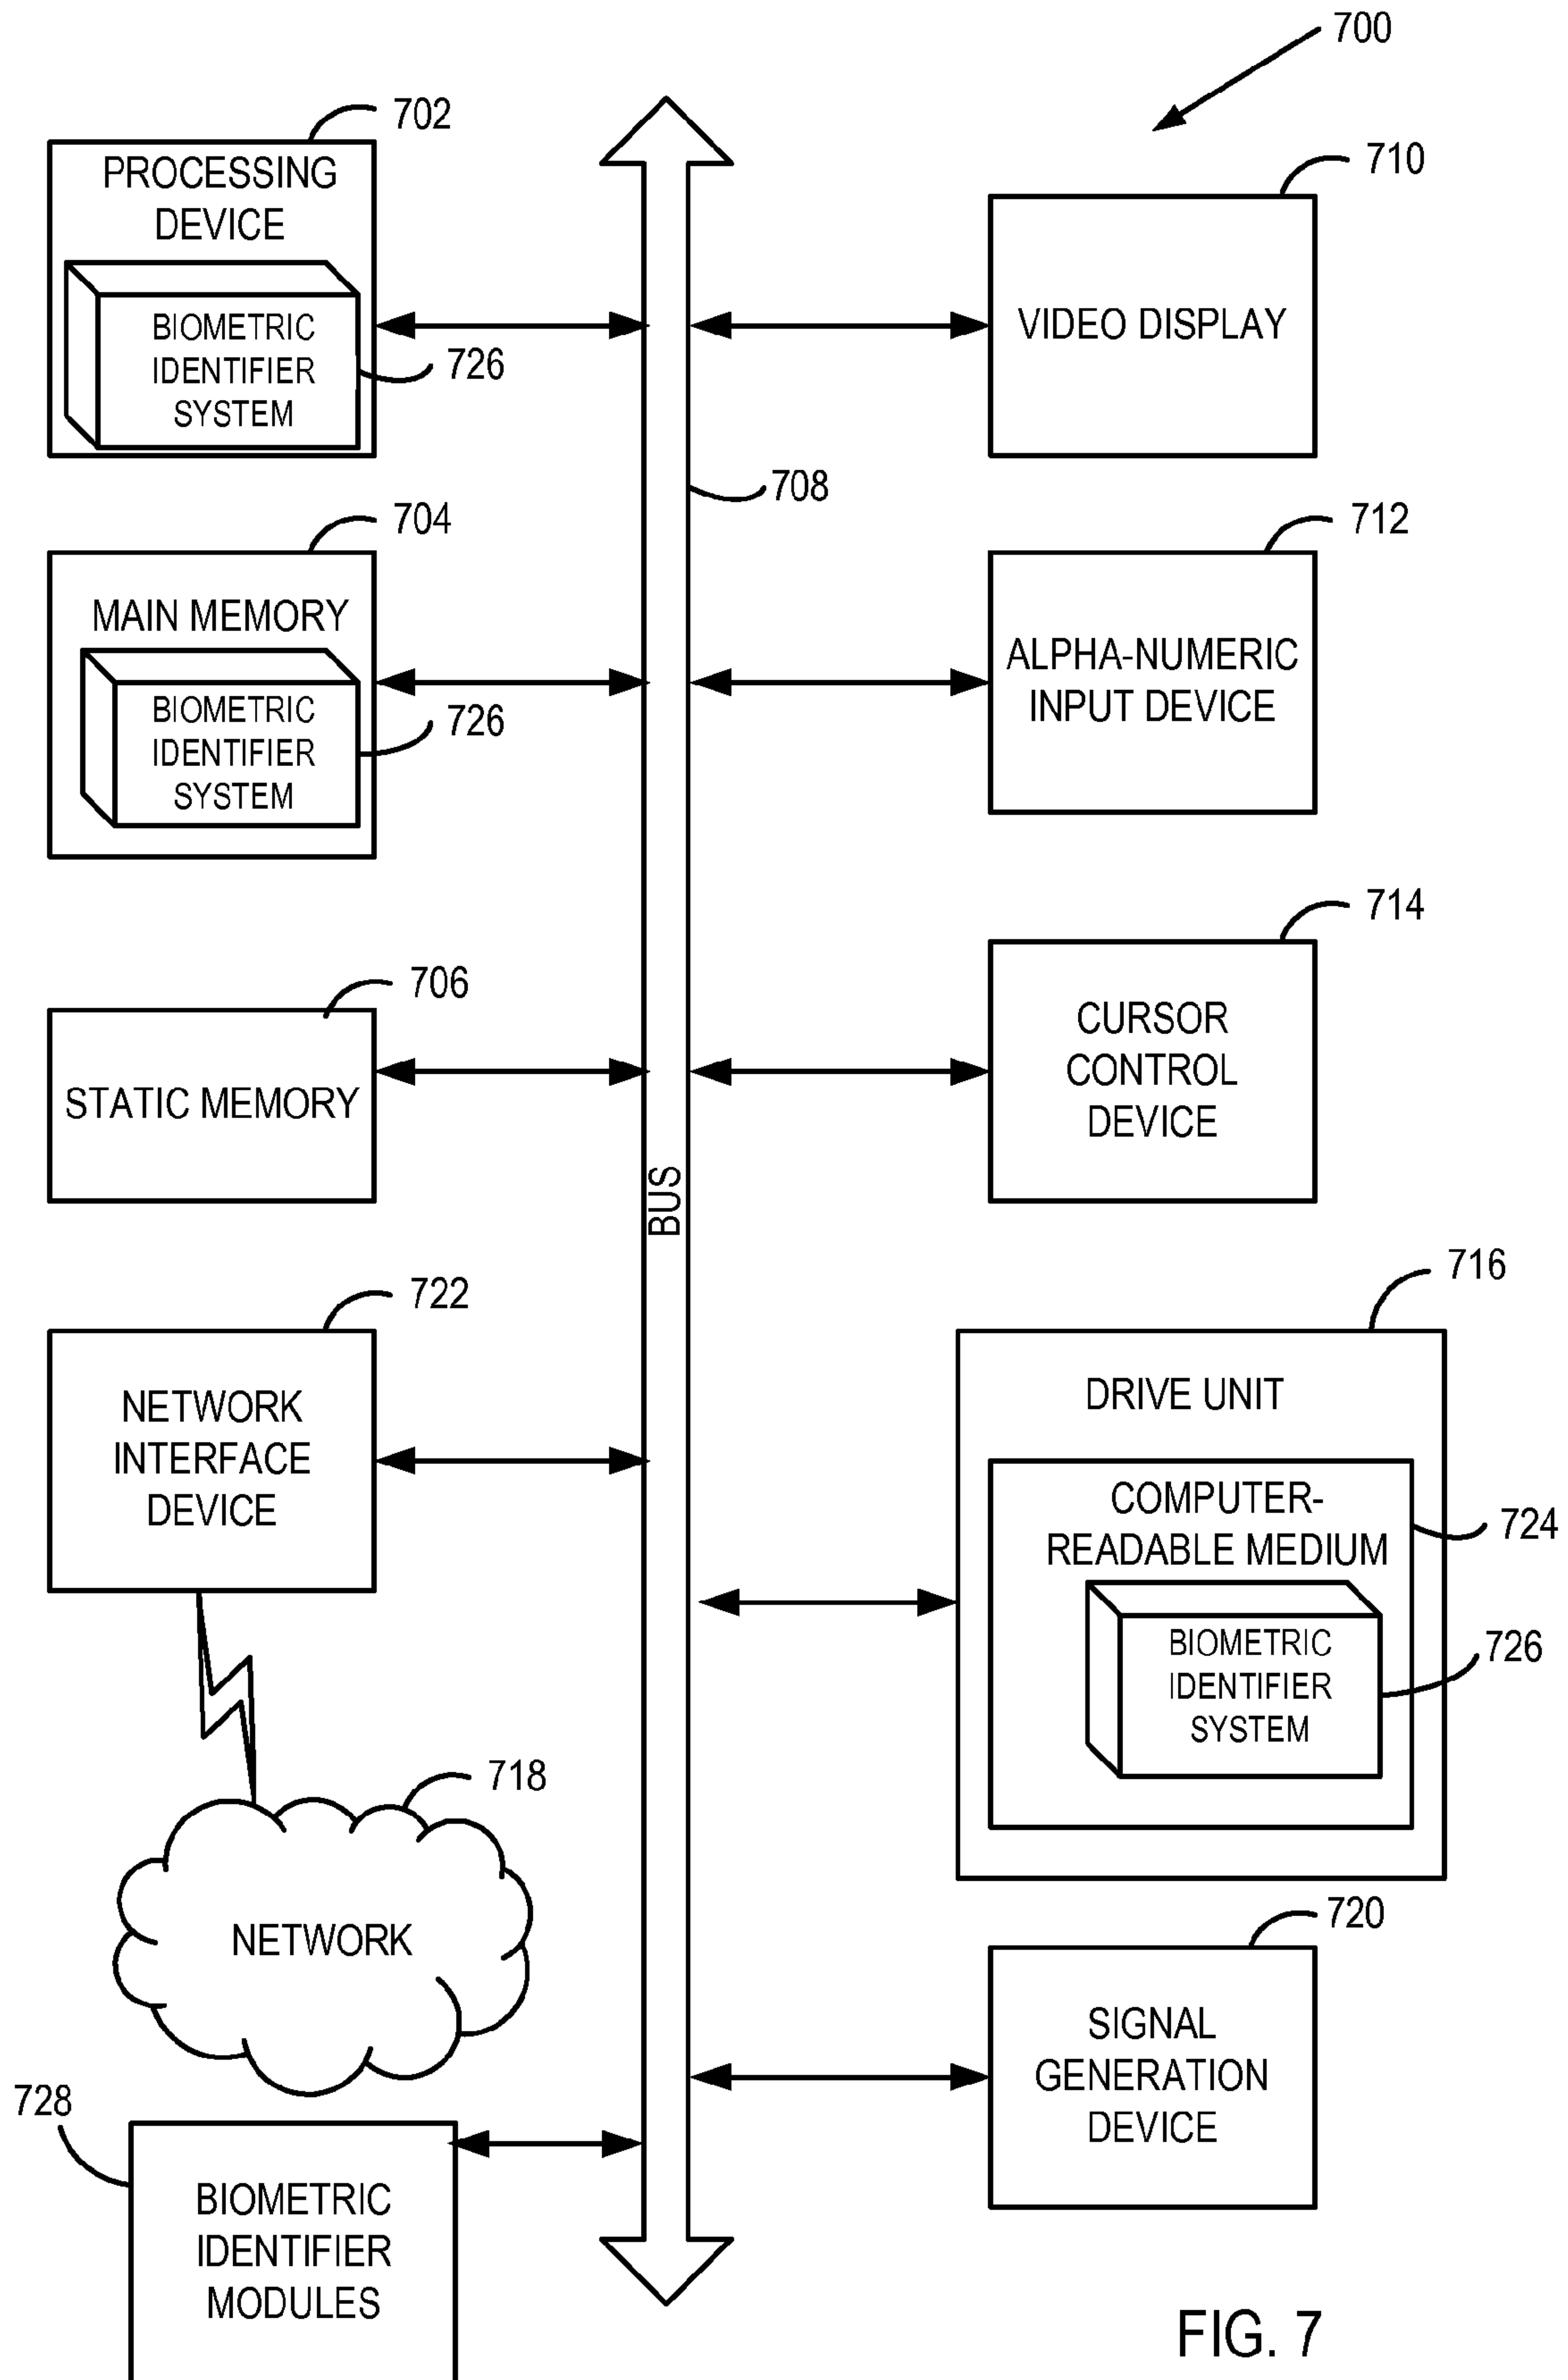 700
702
PROCESSING
DEVICE
BIOMETRIC
IDENTIFIER
SYSTEM
726
710
VIDEO DISPLAY
708
704
MAIN MEMORY
BIOMETRIC
IDENTIFIER
SYSTEM
726
712
ALPHA-NUMERIC
INPUT DEVICE
706
STATIC MEMORY
714
CURSOR
CONTROL
DEVICE
BUS
722
NETWORK
INTERFACE
DEVICE
716
DRIVE UNIT
COMPUTER-
READABLE MEDIUM
724
BIOMETRIC
IDENTIFIER
SYSTEM
726
718
NETWORK
720
SIGNAL
GENERATION
DEVICE
728
BIOMETRIC
IDENTIFIER
MODULES
FIG. 7